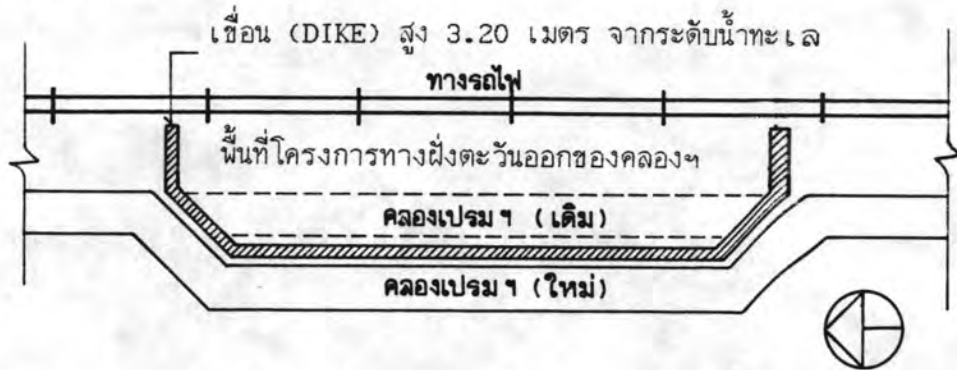 เขื่อน (DIKE) สูง 3.20 เมตร จากระดับน้ำทะเล
ทางรถไฟ
พื้นที่โครงการทางฝั่งตะวันออกของคลองฯ
คลองเปรม ฯ (เดิม)
คลองเปรม ฯ (ใหม่)